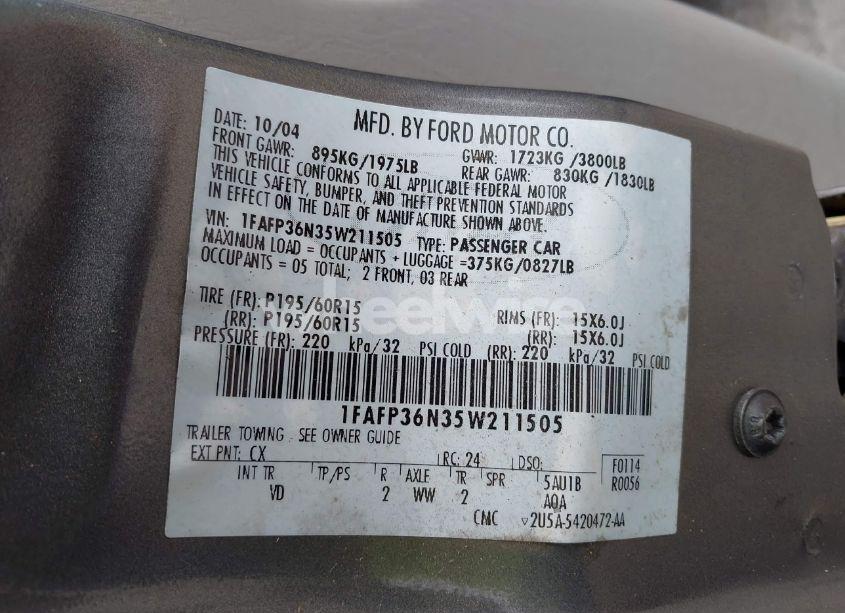 MFD. BY FORD MOTOR CO.
DATE: 10/04 GVWR: 1723KG /3800LB
FRONT GAWR: 895KG/1975LB REAR GAWR: 830KG /1830LB
THIS VEHICLE CONFORMS TO ALL APPLICABLE FEDERAL MOTOR
VEHICLE SAFETY, BUMPER, AND THEFT PREVENTION STANDARDS
IN EFFECT ON THE DATE OF MANUFACTURE SHOWN ABOVE.
VIN: 1FAFP36N35W211505 TYPE: PASSENGER CAR
MAXIMUM LOAD = OCCUPANTS + LUGGAGE =375KG/0827LB
OCCUPANTS = 05 TOTAL; 2 FRONT, 03 REAR
TIRE (FR): P195/60R15 RIMS (FR): 15X6.0J
(RR): P195/60R15 (RR): 15X6.0J
PRESSURE (FR): 220 kPa/32 PSI COLD (RR): 220 kPa/32 PSI COLD
1FAFP36N35W211505
TRAILER TOWING - SEE OWNER GUIDE
EXT PNT: CX RC: 24 DSO: F0114
INT TR TP/PS R AXLE TR SPR 5AU1B R0056
VD 2 WW 2 AQA
CMC ▽2U5A-5420472-AA